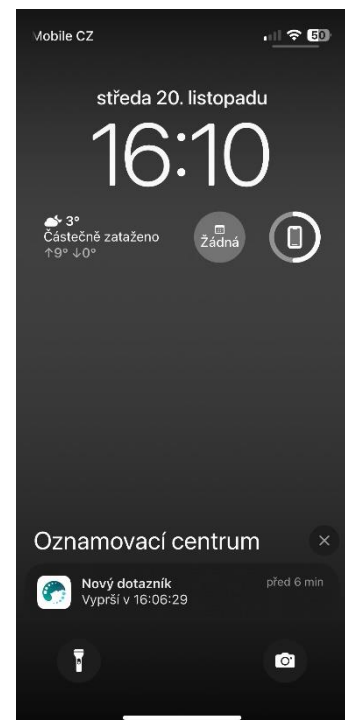 Mobile CZ
50
středa 20. listopadu
16:10
3°
Částečně zataženo
↑9° ↓0°
Žádná
Oznamovací centrum
Nový dotazník
před 6 min
Vyprší v 16:06:29